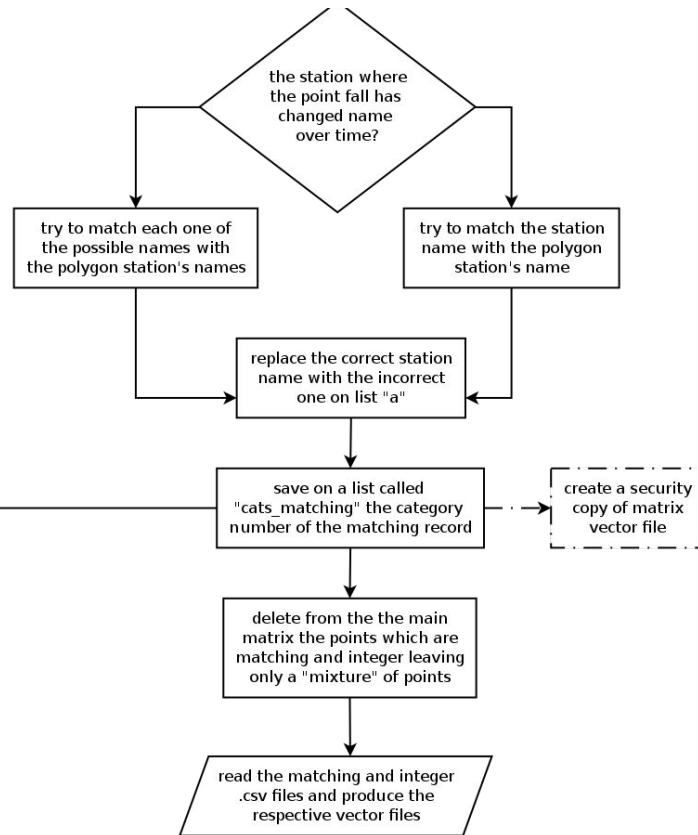 the station where
the point fall has
changed name
over time?
try to match each one of
the possible names with
the polygon station's names
try to match the station
name with the polygon
station's name
replace the correct station
name with the incorrect
one on list "a"
save on a list called
"cats_matching" the category
number of the matching record
create a security
copy of matrix
vector file
delete from the the main
matrix the points which are
matching and integer leaving
only a "mixture" of points
read the matching and integer
.csv files and produce the
respective vector files